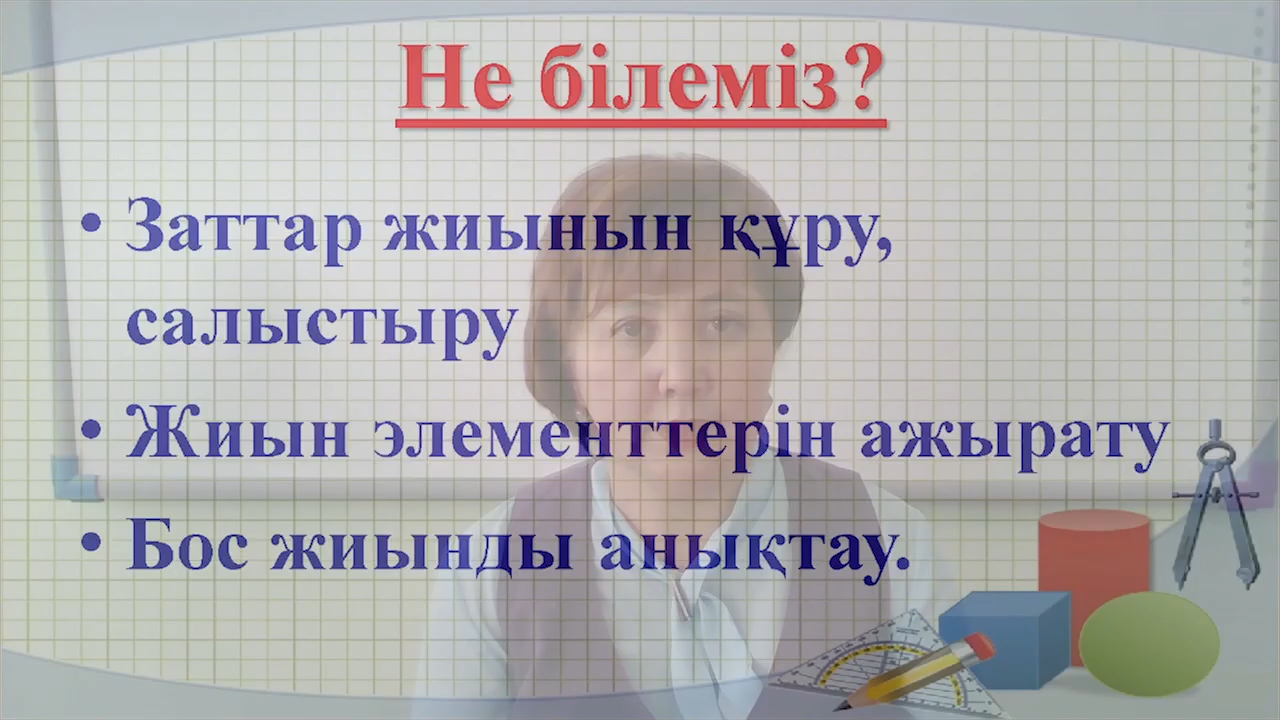 Не білеміз?
• Заттар жиынын құру,
салыстыру
• Жиын элементтерін ажырату
• Бос жиынды анықтау.